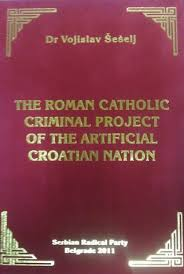 Dr Vojislav Šešelj
THE ROMAN CATHOLIC
CRIMINAL PROJECT
OF THE ARTIFICIAL
CROATIAN NATION
Serbian Radical Party
Belgrade 2011